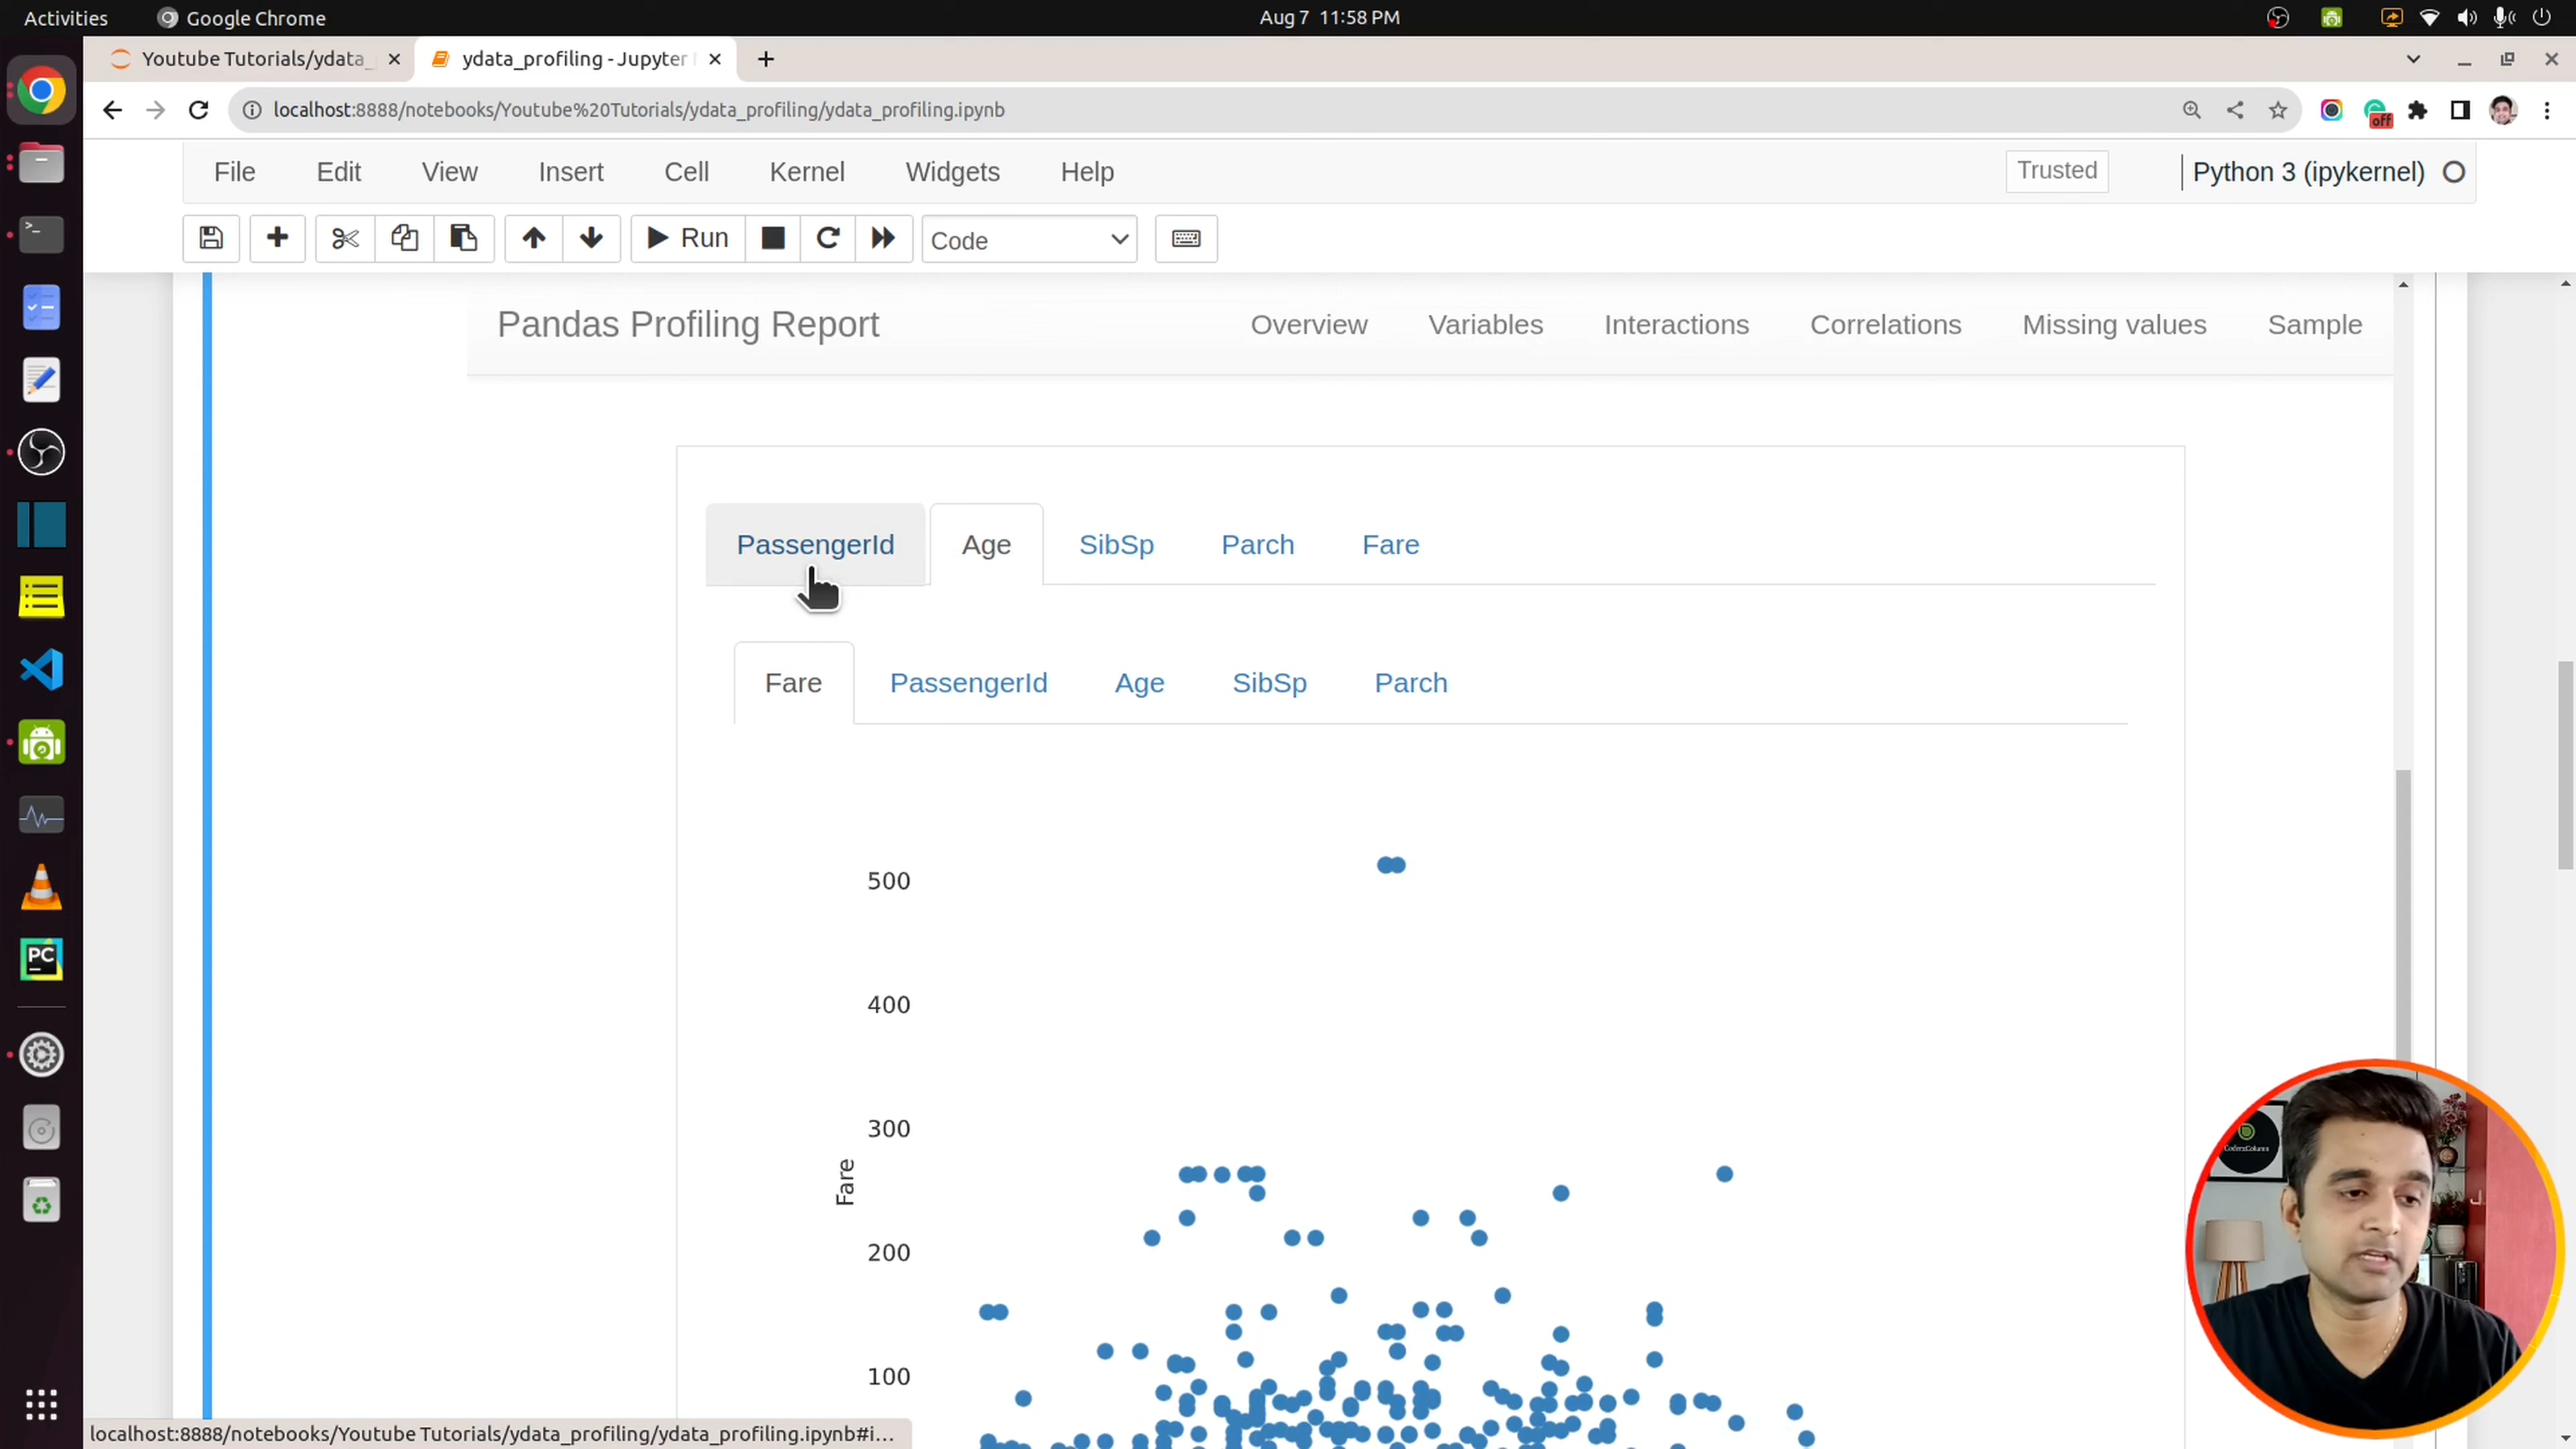 Activities
Google Chrome
Aug 7 11:58 PM
Youtube Tutorials/ydata_
ydata_profiling - Jupyter
localhost:8888/notebooks/Youtube%20Tutorials/ydata_profiling/ydata_profiling.ipynb
off
File Edit View Insert Cell Kernel Widgets Help
Trusted
Python 3 (ipykernel)
Run
Code
Pandas Profiling Report
Overview Variables Interactions Correlations Missing values Sample
PassengerId Age SibSp Parch Fare
Fare PassengerId Age SibSp Parch
500
400
300
Fare
200
100
PC
localhost:8888/notebooks/Youtube Tutorials/ydata_profiling/ydata_profiling.ipynb#i...